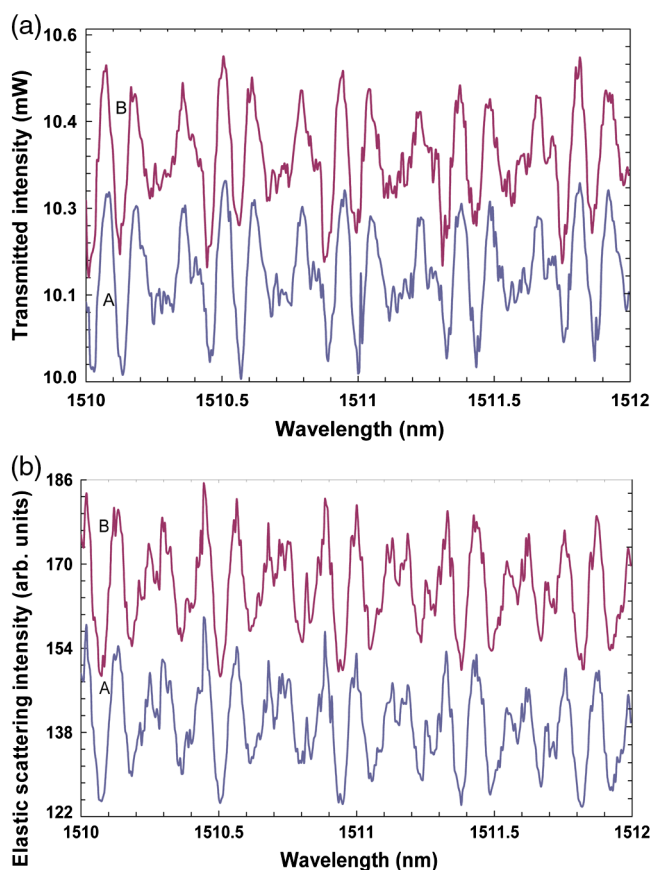 (a)
Transmitted intensity (mW)
10.6
10.4
10.3
10.1
10.0
B
A
1510 1510.5 1511 1511.5 1512
Wavelength (nm)
(b)
Elastic scattering intensity (arb. units)
186
170
154
138
122
B
A
1510 1510.5 1511 1511.5 1512
Wavelength (nm)